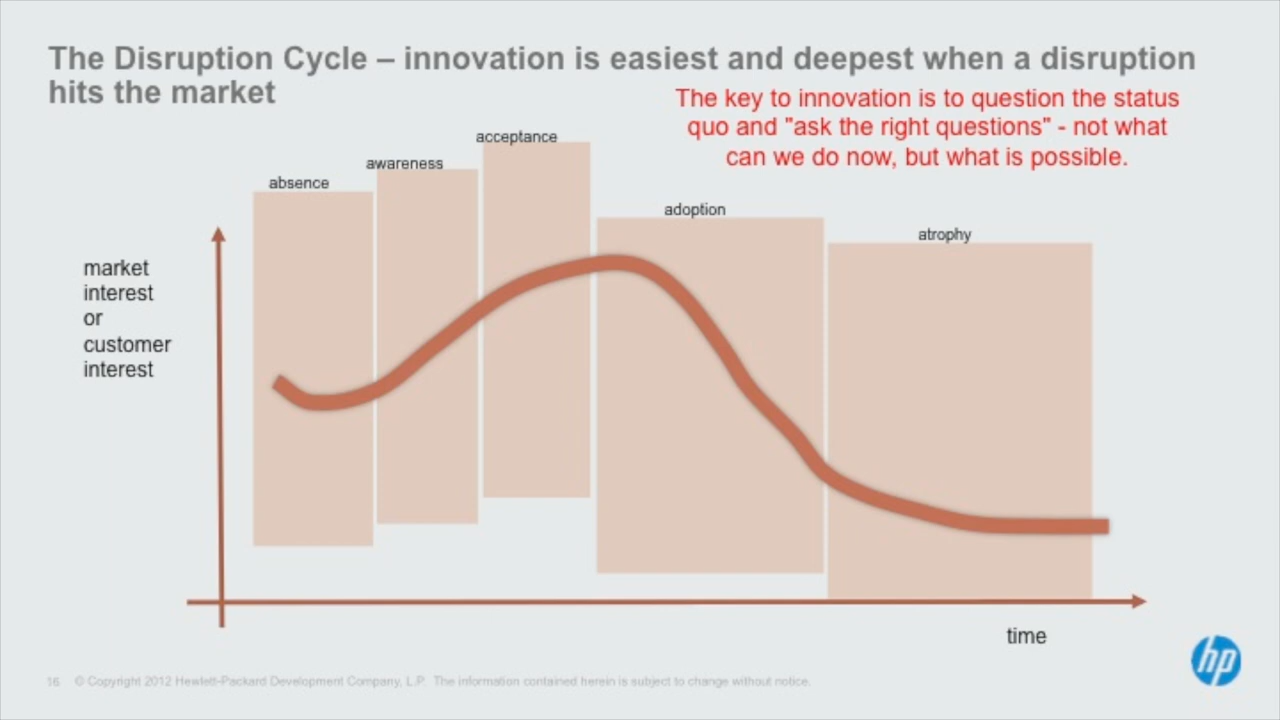 The Disruption Cycle – innovation is easiest and deepest when a disruption
hits the market
The key to innovation is to question the status
quo and "ask the right questions" - not what
can we do now, but what is possible.
acceptance
awareness
absence
adoption
atrophy
market
interest
or
customer
interest
time
hp
16 © Copyright 2012 Hewlett-Packard Development Company, L.P. The information contained herein is subject to change without notice.